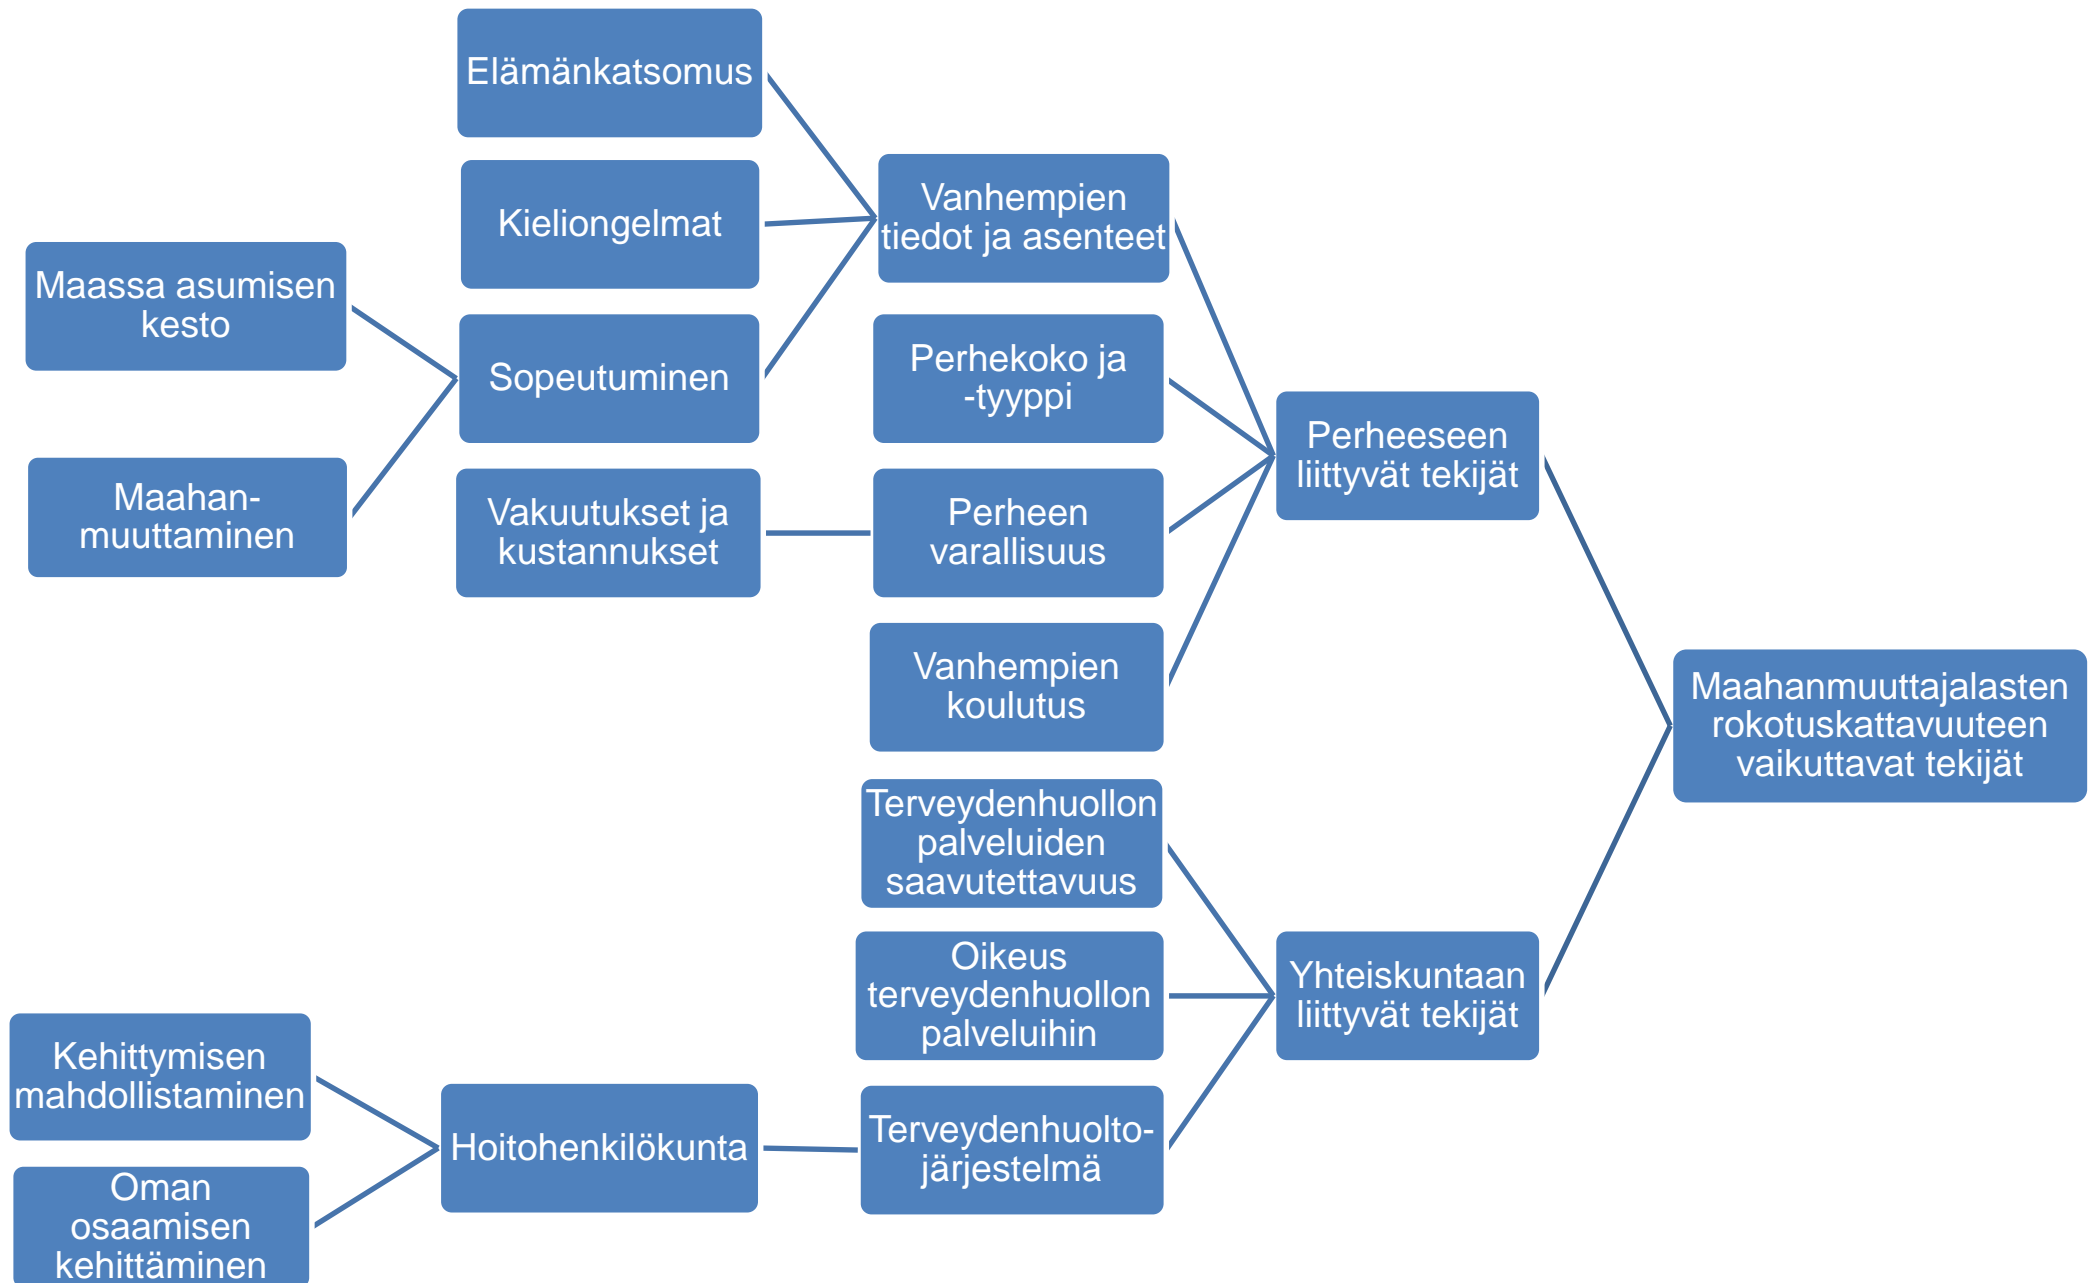 Elämänkatsomus
Kieliongelmat
Vanhempien
tiedot ja asenteet
Maassa asumisen
kesto
Sopeutuminen
Perhekoko ja
-tyyppi
Perheeseen
liittyvät tekijät
Maahan-
muuttaminen
Vakuutukset ja
kustannukset
Perheen
varallisuus
Vanhempien
koulutus
Maahanmuuttajalasten
rokotuskattavuuteen
vaikuttavat tekijät
Terveydenhuollon
palveluiden
saavutettavuus
Oikeus
terveydenhuollon
palveluihin
Yhteiskuntaan
liittyvät tekijät
Kehittymisen
mahdollistaminen
Hoitohenkilökunta
Terveydenhuolto-
järjestelmä
Oman
osaamisen
kehittäminen